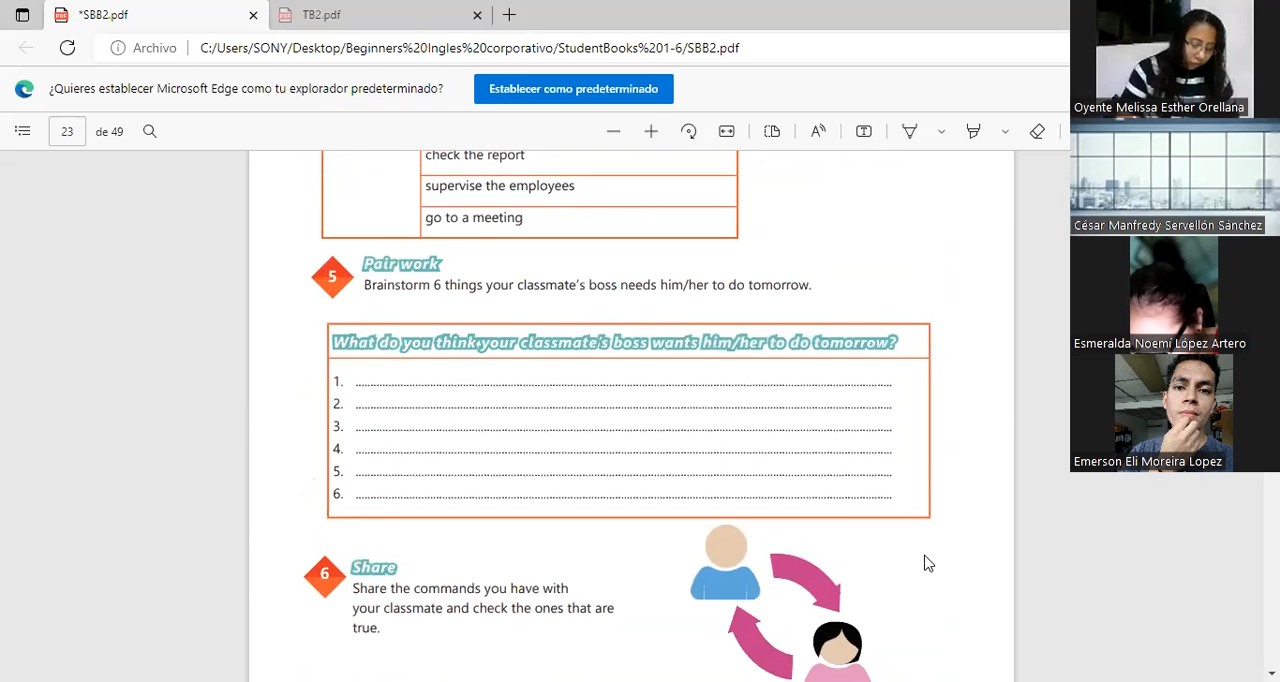 *SBB2.pdf
TB2.pdf
Archivo
C:/Users/SONY/Desktop/Beginners%20Ingles%20corporativo/StudentBooks%201-6/SBB2.pdf
¿Quieres establecer Microsoft Edge como tu explorador predeterminado?
Establecer como predeterminado
23
de 49
check the report
supervise the employees
go to a meeting
5
Pair work
Brainstorm 6 things your classmate's boss needs him/her to do tomorrow.
What do you think your classmate's boss wants him/her to do tomorrow?
1.
2.
3.
4.
5.
6.
6
Share
Share the commands you have with
your classmate and check the ones that are
true.
Oyente Melissa Esther Orellana
César Manfredy Servellón Sánchez
Esmeralda Noemí López Artero
Emerson Eli Moreira Lopez